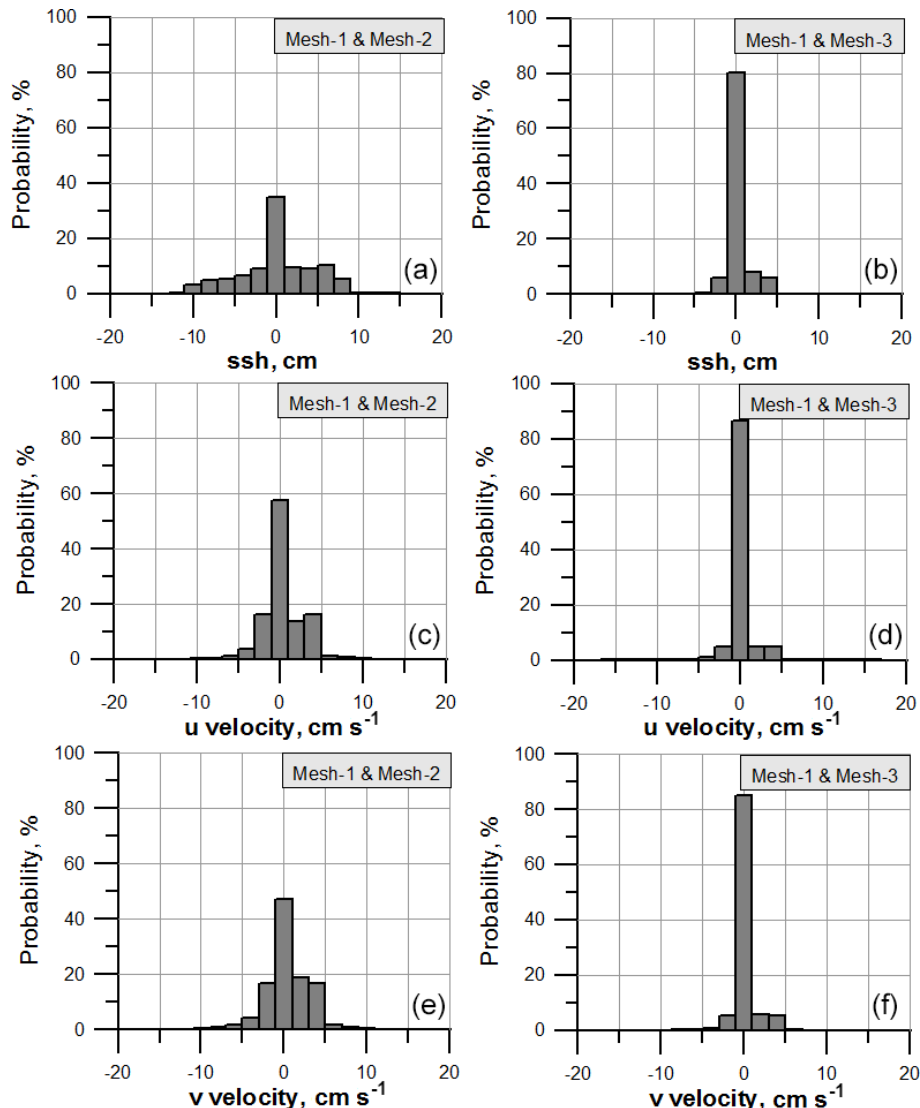 100
80
60
40
20
0
Probability, %
Mesh-1 & Mesh-2
(a)
-20 -10 0 10 20
ssh, cm
100
80
60
40
20
0
Probability, %
Mesh-1 & Mesh-3
(b)
-20 -10 0 10 20
ssh, cm
100
80
60
40
20
0
Probability, %
Mesh-1 & Mesh-2
(c)
-20 -10 0 10 20
u velocity, cm s-1
100
80
60
40
20
0
Probability, %
Mesh-1 & Mesh-3
(d)
-20 -10 0 10 20
u velocity, cm s-1
100
80
60
40
20
0
Probability, %
Mesh-1 & Mesh-2
(e)
-20 -10 0 10 20
v velocity, cm s-1
100
80
60
40
20
0
Probability, %
Mesh-1 & Mesh-3
(f)
-20 -10 0 10 20
v velocity, cm s-1